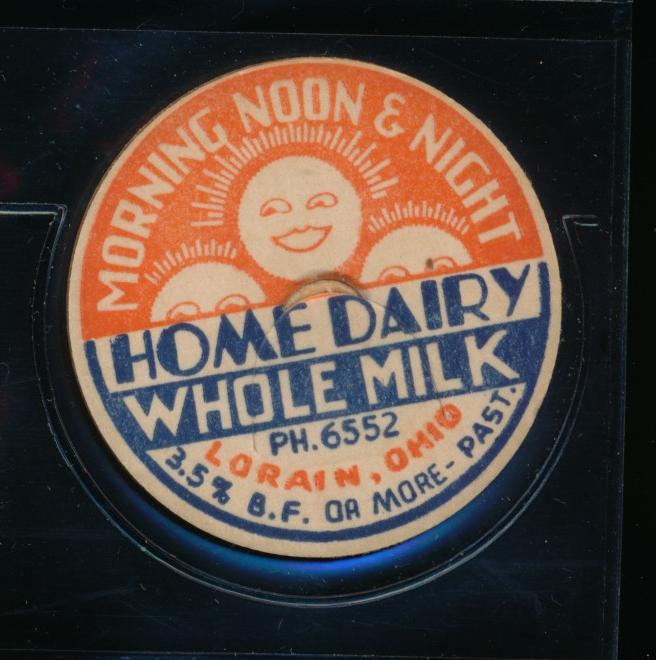 MORNING NOON & NIGHT
HOME DAIRY
WHOLE MILK
PH.6552
LORAIN, OHIO
3.5% B.F. OR MORE-PAST.